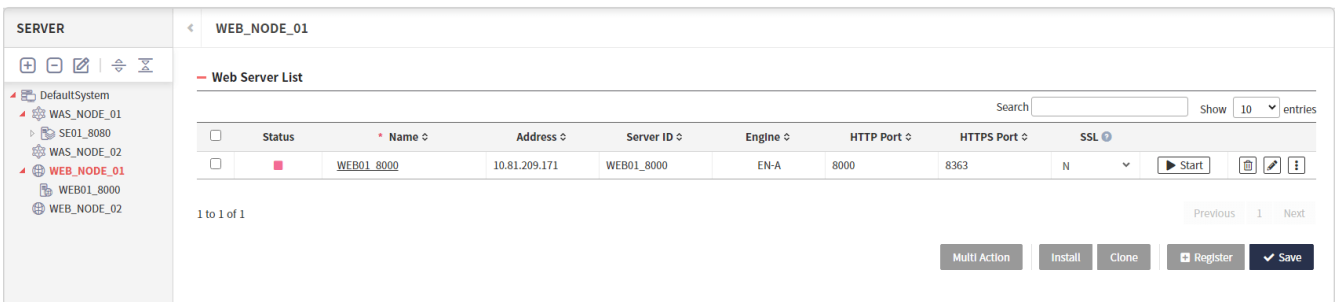 SERVER
WEB_NODE_01
DefaultSystem
WAS_NODE_01
SE01_8080
WAS_NODE_02
WEB_NODE_01
WEB01_8000
WEB_NODE_02
Web Server List
Search Show 10 entries
Status * Name Address Server ID Engine HTTP Port HTTPS Port SSL ?
WEB01_8000 10.81.209.171 WEB01_8000 EN-A 8000 8363 N Start
1 to 1 of 1
Previous 1 Next
Multi Action Install Clone Register Save